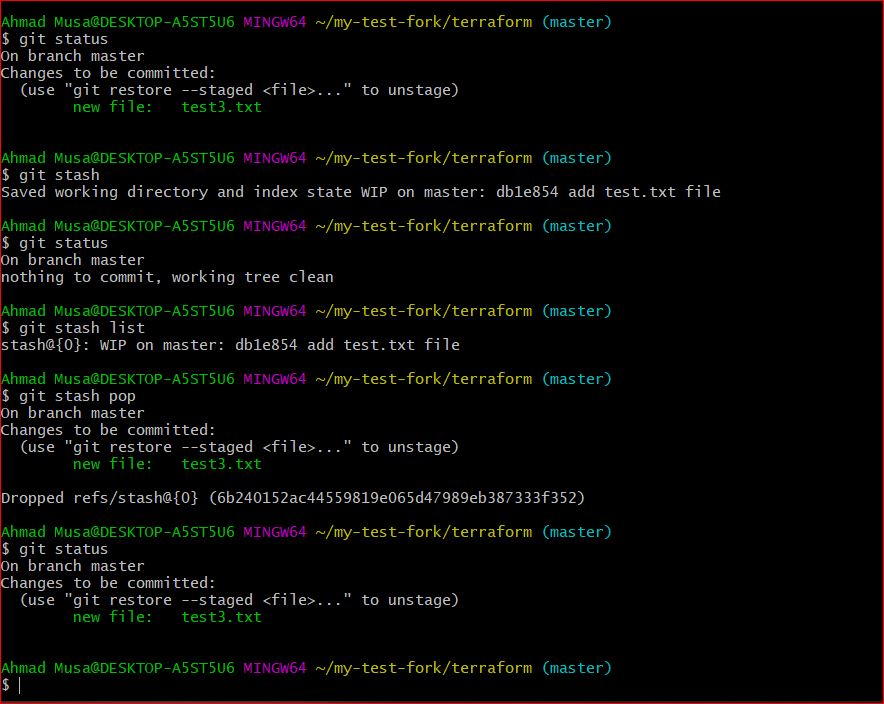 Ahmad Musa@DESKTOP-A5ST5U6 MINGW64 ~/my-test-fork/terraform (master)
$ git status
On branch master
Changes to be committed:
  (use "git restore --staged <file>..." to unstage)
        new file:   test3.txt

Ahmad Musa@DESKTOP-A5ST5U6 MINGW64 ~/my-test-fork/terraform (master)
$ git stash
Saved working directory and index state WIP on master: db1e854 add test.txt file

Ahmad Musa@DESKTOP-A5ST5U6 MINGW64 ~/my-test-fork/terraform (master)
$ git status
On branch master
nothing to commit, working tree clean

Ahmad Musa@DESKTOP-A5ST5U6 MINGW64 ~/my-test-fork/terraform (master)
$ git stash list
stash@{0}: WIP on master: db1e854 add test.txt file

Ahmad Musa@DESKTOP-A5ST5U6 MINGW64 ~/my-test-fork/terraform (master)
$ git stash pop
On branch master
Changes to be committed:
  (use "git restore --staged <file>..." to unstage)
        new file:   test3.txt

Dropped refs/stash@{0} (6b240152ac44559819e065d47989eb387333f352)

Ahmad Musa@DESKTOP-A5ST5U6 MINGW64 ~/my-test-fork/terraform (master)
$ git status
On branch master
Changes to be committed:
  (use "git restore --staged <file>..." to unstage)
        new file:   test3.txt

Ahmad Musa@DESKTOP-A5ST5U6 MINGW64 ~/my-test-fork/terraform (master)
$